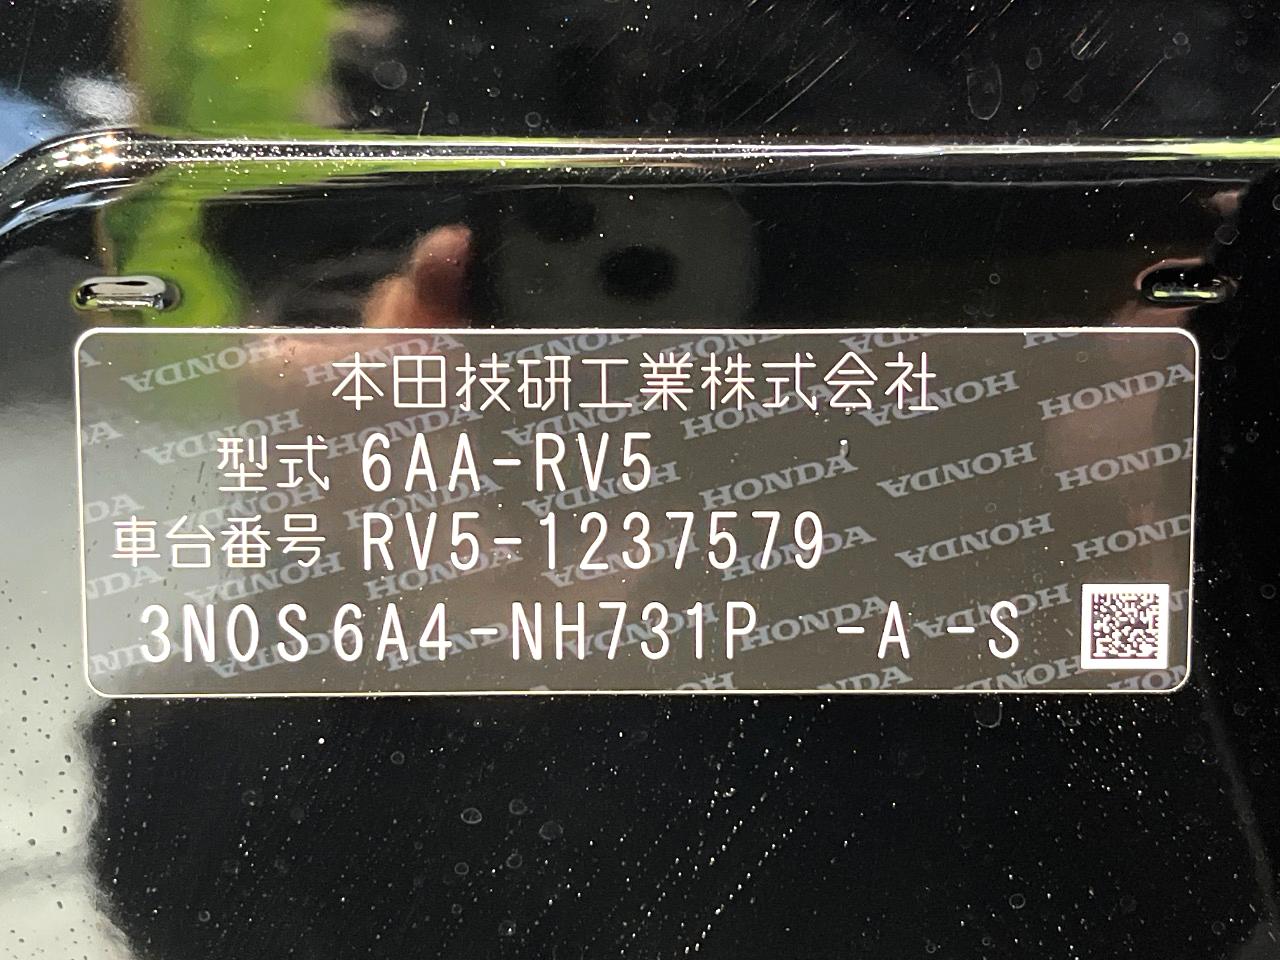 本田技研工業株式会社
型式 6AA-RV5
車台番号 RV5-1237579
3N0S6A4-NH731P -A -S